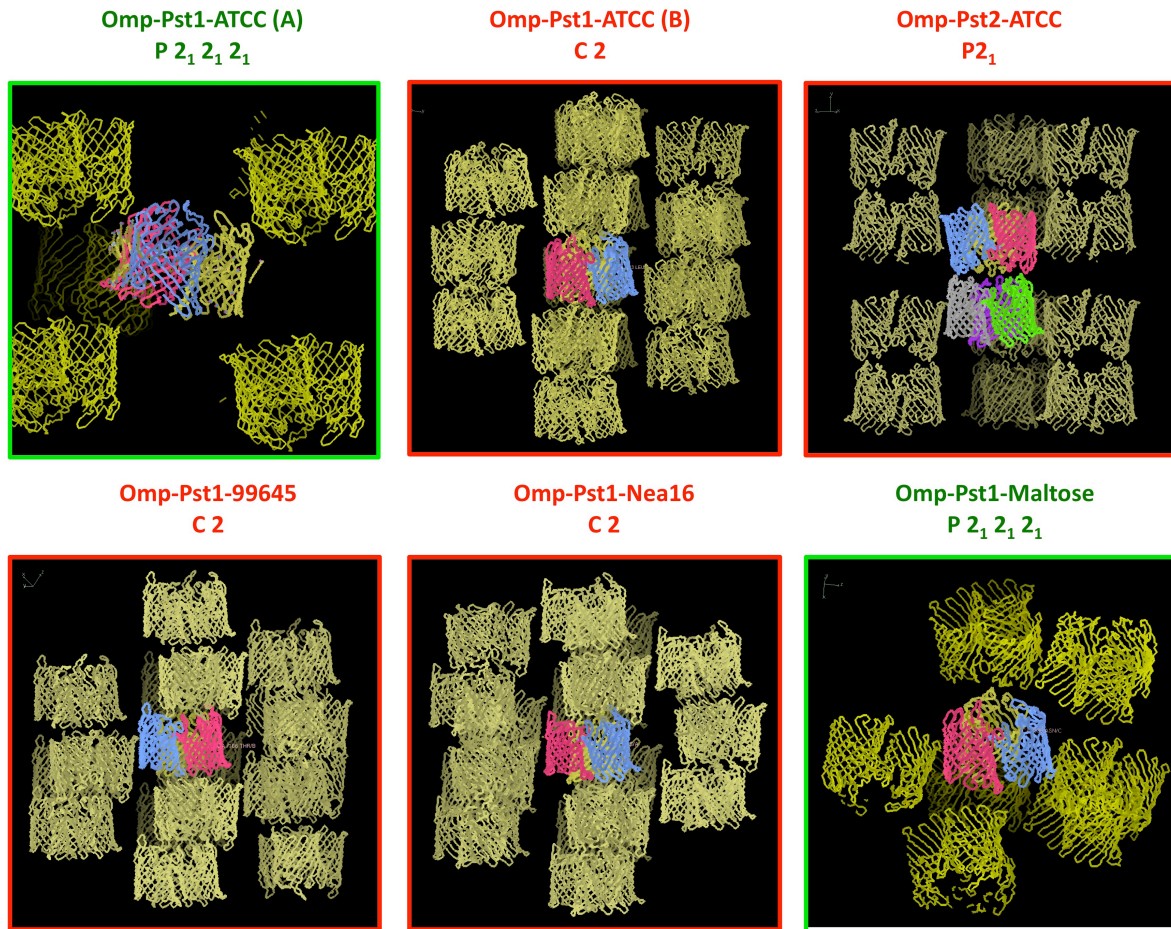 Omp-Pst1-ATCC (A)
P 2₁ 2₁ 2₁
Omp-Pst1-ATCC (B)
C 2
Omp-Pst2-ATCC
P2₁
Omp-Pst1-99645
C 2
Omp-Pst1-Nea16
C 2
Omp-Pst1-Maltose
P 2₁ 2₁ 2₁